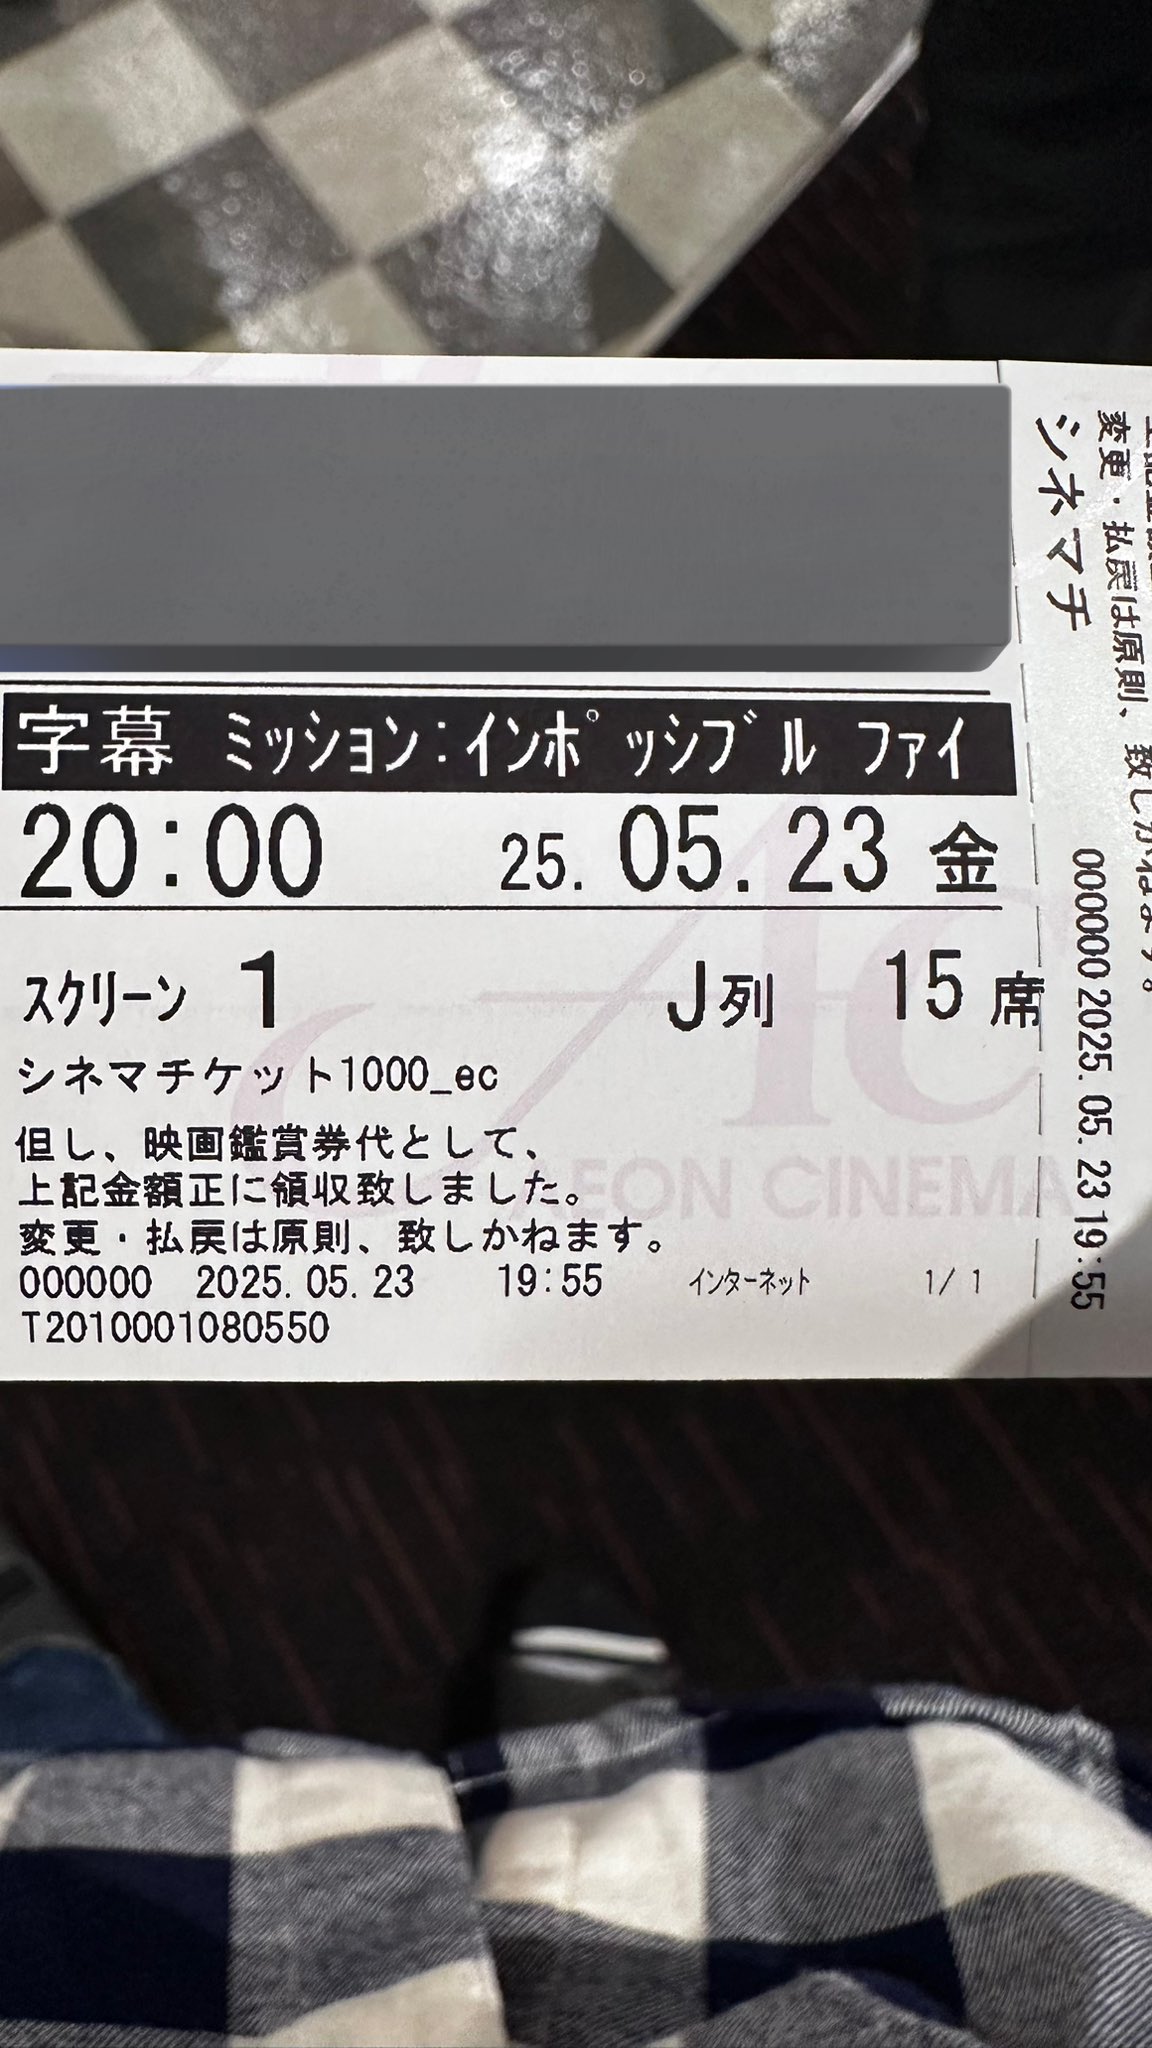 字幕 ミッション:インポッシブル ファイ
20:00 25.05.23 金
スクリーン 1 J列 15席
シネマチケット1000_ec
但し、映画鑑賞券代として、
上記金額正に領収致しました。
変更・払戻は原則、致しかねます。
000000 2025.05.23 19:55 インターネット 1/1
T2010001080550
AEON CINEMA
変更・払戻は原則、致しかねます。
シネマチ
000000 2025.05.23 19:55